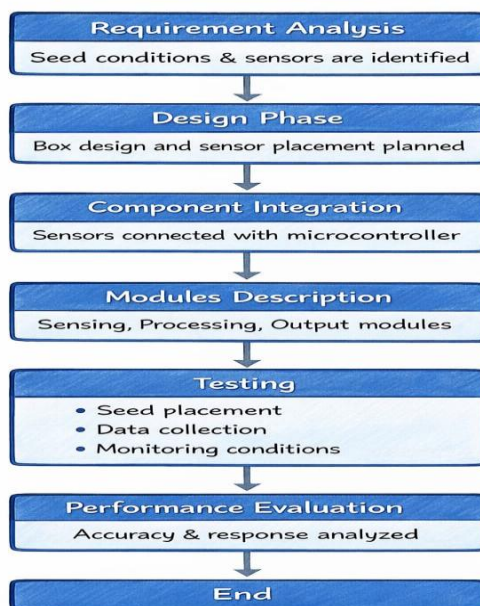 Requirement Analysis
Seed conditions & sensors are identified
Design Phase
Box design and sensor placement planned
Component Integration
Sensors connected with microcontroller
Modules Description
Sensing, Processing, Output modules
Testing
• Seed placement
• Data collection
• Monitoring conditions
Performance Evaluation
Accuracy & response analyzed
End